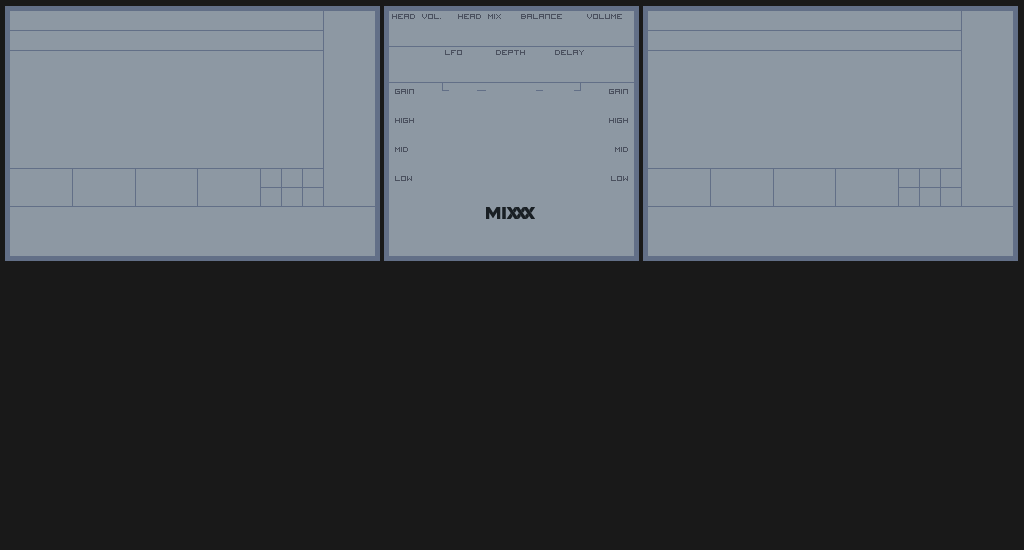 HEAD VOL. HEAD MIX BALANCE VOLUME
LFO DEPTH DELAY
GAIN GAIN
HIGH HIGH
MID MID
LOW LOW
MIXXX